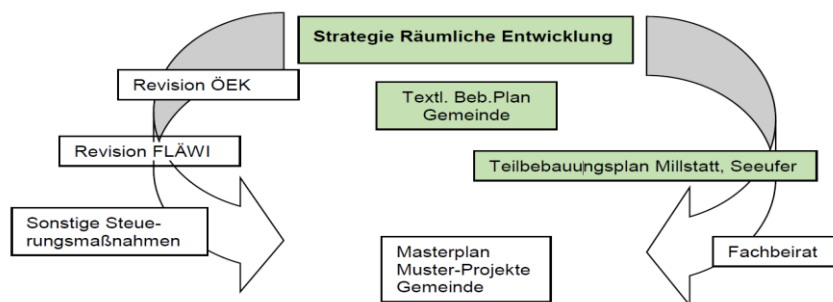 Strategie Räumliche Entwicklung
Revision ÖEK
Textl. Beb.Plan
Gemeinde
Revision FLÄWI
Teilbebauungsplan Millstatt, Seeufer
Sonstige Steue-
rungsmaßnahmen
Masterplan
Muster-Projekte
Gemeinde
Fachbeirat